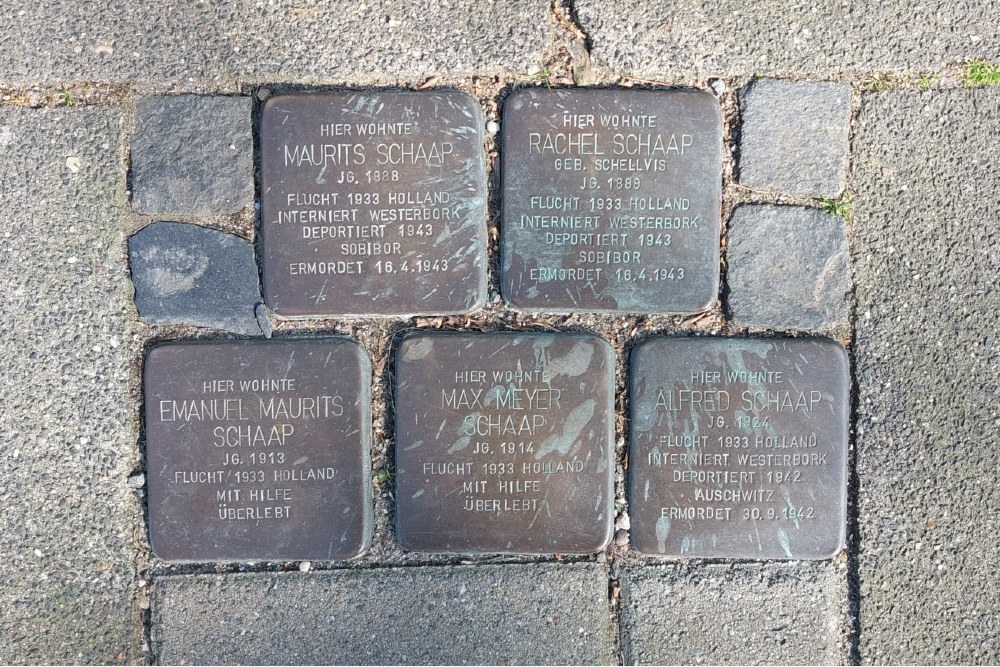 HIER WOHNTE
MAURITS SCHAAP
JG. 1888
FLUCHT 1933 HOLLAND
INTERNIERT WESTERBORK
DEPORTIERT 1943
SOBIBOR
ERMORDET 16.4.1943
HIER WOHNTE
RACHEL SCHAAP
GEB. SCHELLVIS
JG. 1889
FLUCHT 1933 HOLLAND
INTERNIERT WESTERBORK
DEPORTIERT 1943
SOBIBOR
ERMORDET 16.4.1943
HIER WOHNTE
EMANUEL MAURITS
SCHAAP
JG. 1913
FLUCHT 1933 HOLLAND
MIT HILFE
ÜBERLEBT
HIER WOHNTE
MAX MEYER
SCHAAP
JG. 1914
FLUCHT 1933 HOLLAND
MIT HILFE
ÜBERLEBT
HIER WOHNTE
ALFRED SCHAAP
JG. 1924
FLUCHT 1933 HOLLAND
INTERNIERT WESTERBORK
DEPORTIERT 1942
AUSCHWITZ
ERMORDET 30.9.1942